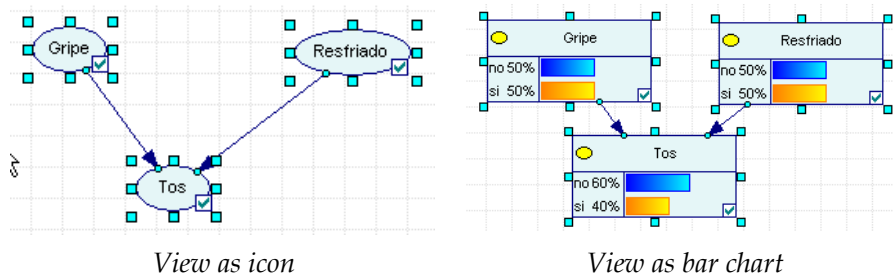 Gripe
Resfriado
Tos
Gripe
no 50%
si 50%
Resfriado
no 50%
si 50%
Tos
no 60%
si 40%
View as icon
View as bar chart